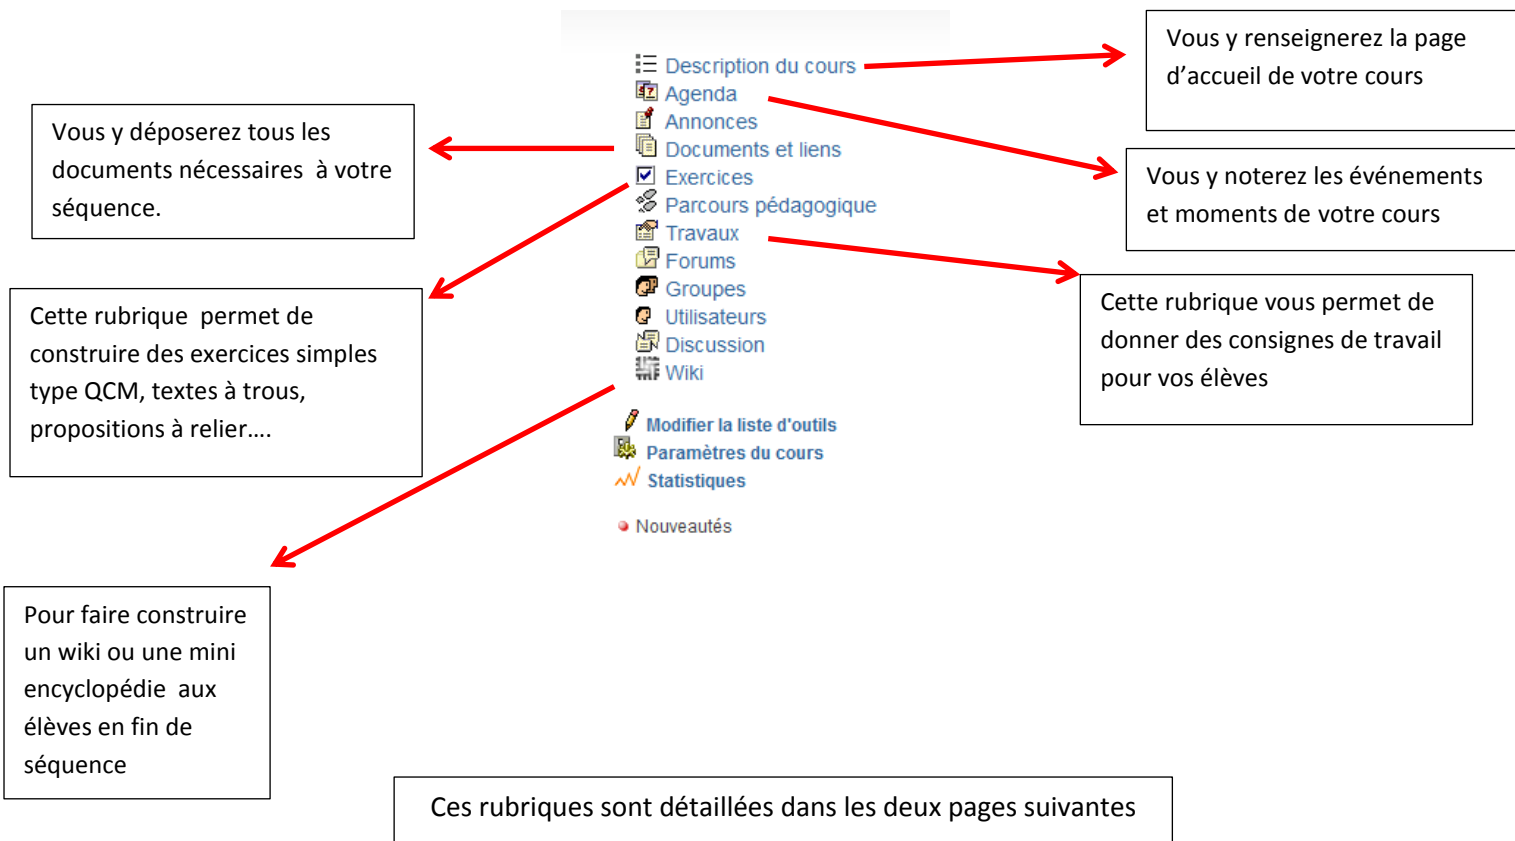 Description du cours
Agenda
Annonces
Documents et liens
Exercices
Parcours pédagogique
Travaux
Forums
Groupes
Utilisateurs
Discussion
Wiki
Modifier la liste d'outils
Paramètres du cours
Statistiques
Nouveautés
Vous y renseignerez la page
d’accueil de votre cours
Vous y déposerez tous les
documents nécessaires à votre
séquence.
Vous y noterez les événements
et moments de votre cours
Cette rubrique permet de
construire des exercices simples
type QCM, textes à trous,
propositions à relier….
Cette rubrique vous permet de
donner des consignes de travail
pour vos élèves
Pour faire construire
un wiki ou une mini
encyclopédie aux
élèves en fin de
séquence
Ces rubriques sont détaillées dans les deux pages suivantes